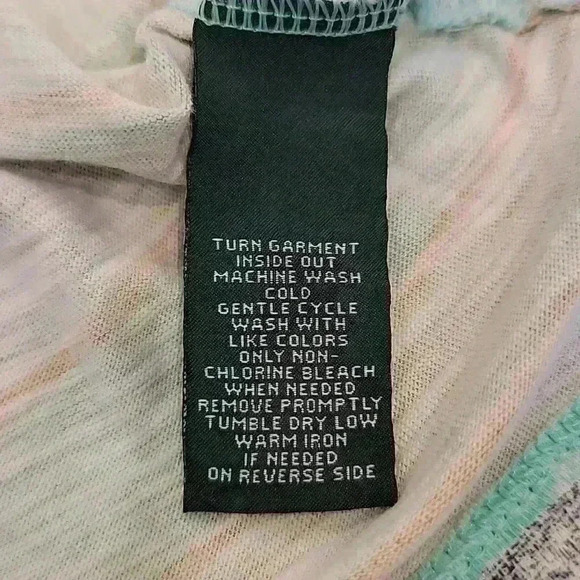 TURN GARMENT
INSIDE OUT
MACHINE WASH
COLD
GENTLE CYCLE
WASH WITH
LIKE COLORS
ONLY NON-
CHLORINE BLEACH
WHEN NEEDED
REMOVE PROMPTLY
TUMBLE DRY LOW
WARM IRON
IF NEEDED
ON REVERSE SIDE